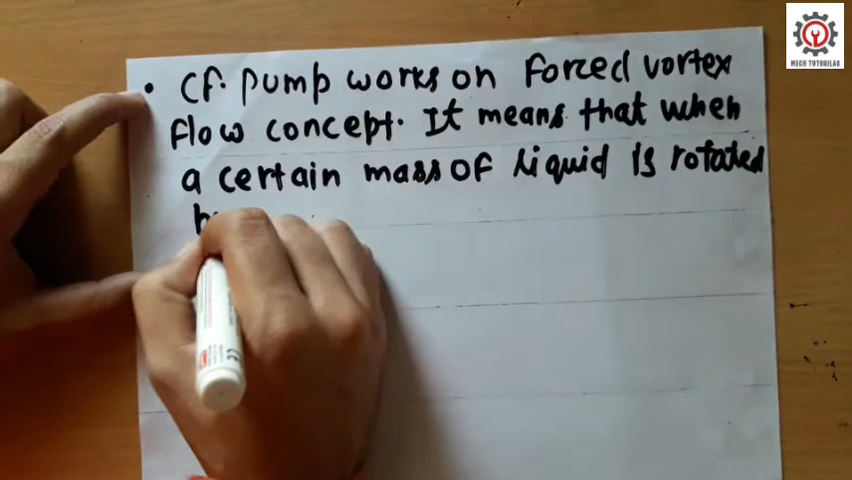 • CF. pump works on forced vortex
flow concept. It means that when
a certain mass of liquid is rotated
MECH TUTORILAB